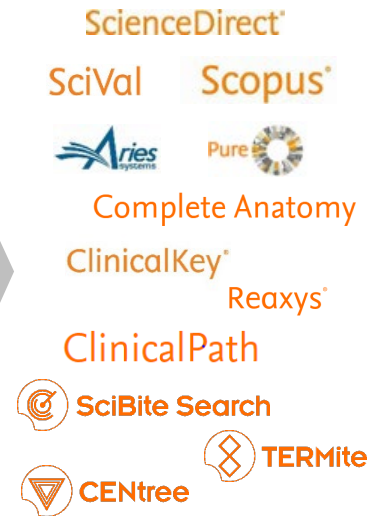 ScienceDirect®
SciVal Scopus®
Aries systems Pure
Complete Anatomy
ClinicalKey®
Reaxys®
ClinicalPath
SciBite Search
TERMite
CENtree